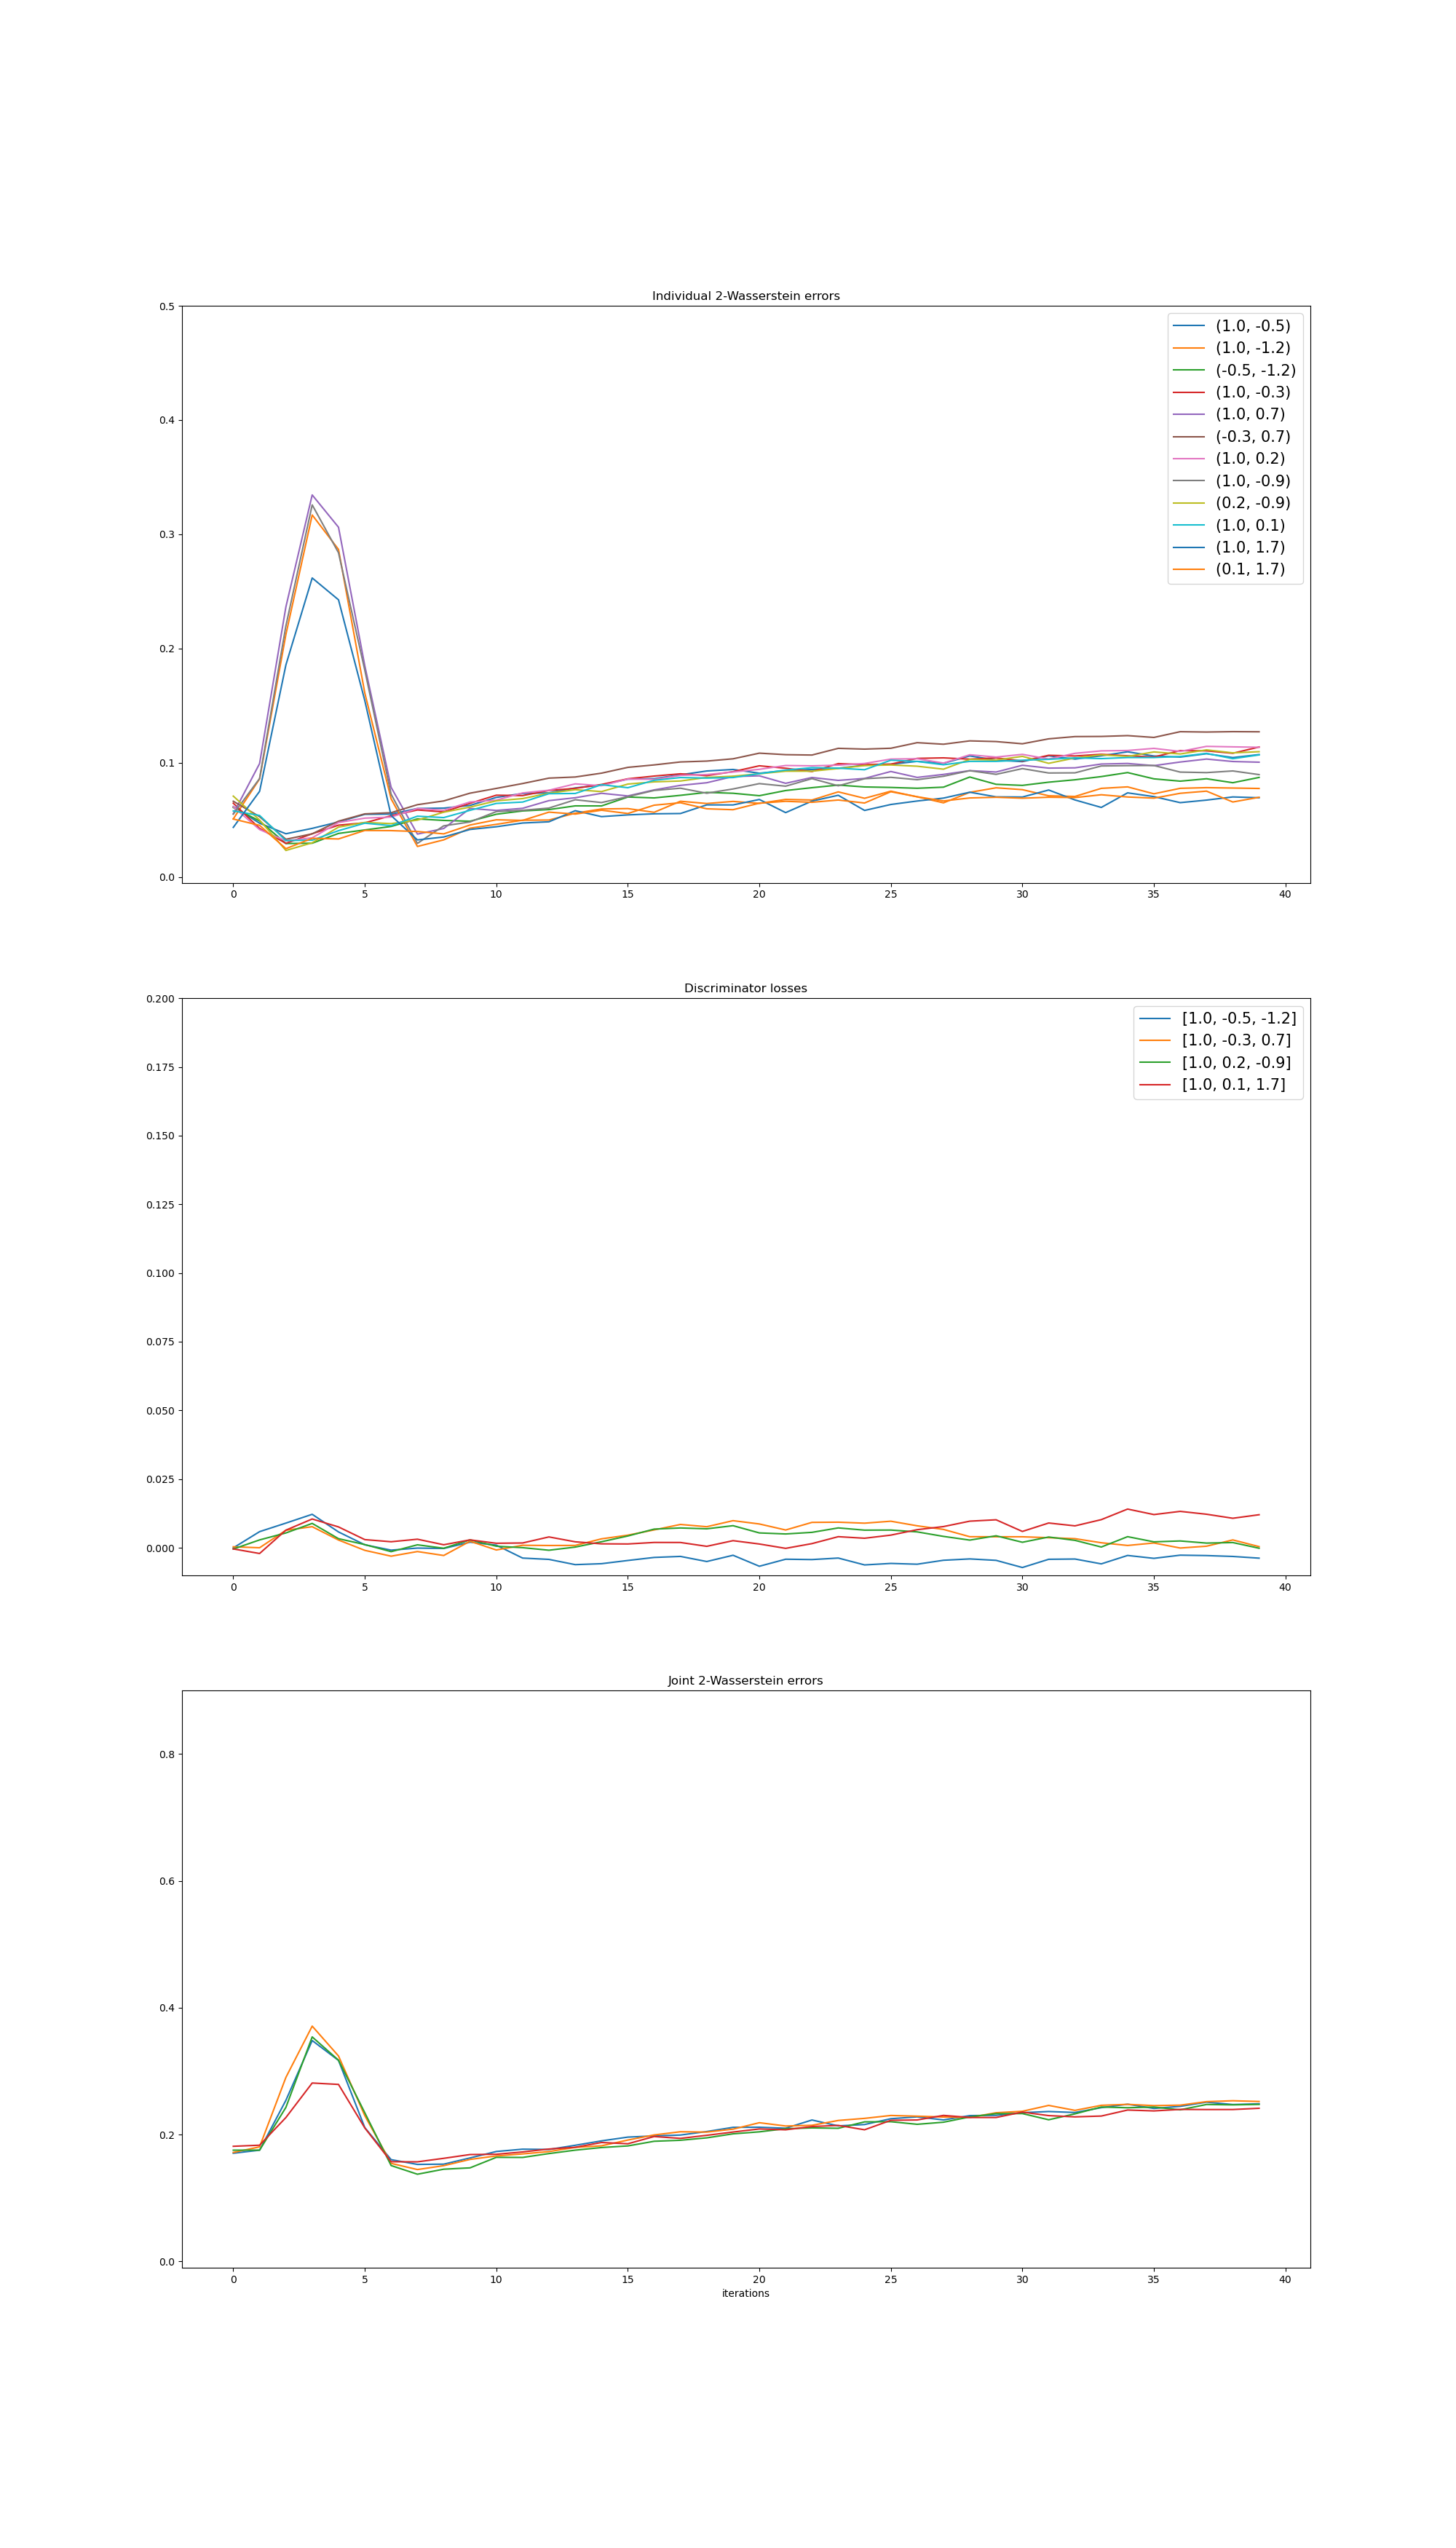 Individual 2-Wasserstein errors
0.5
0.4
0.3
0.2
0.1
0.0
(1.0, -0.5)
(1.0, -1.2)
(-0.5, -1.2)
(1.0, -0.3)
(1.0, 0.7)
(-0.3, 0.7)
(1.0, 0.2)
(1.0, -0.9)
(0.2, -0.9)
(1.0, 0.1)
(1.0, 1.7)
(0.1, 1.7)
0 5 10 15 20 25 30 35 40
Discriminator losses
0.200
0.175
0.150
0.125
0.100
0.075
0.050
0.025
0.000
[1.0, -0.5, -1.2]
[1.0, -0.3, 0.7]
[1.0, 0.2, -0.9]
[1.0, 0.1, 1.7]
0 5 10 15 20 25 30 35 40
Joint 2-Wasserstein errors
0.8
0.6
0.4
0.2
0.0
0 5 10 15 20 25 30 35 40
iterations